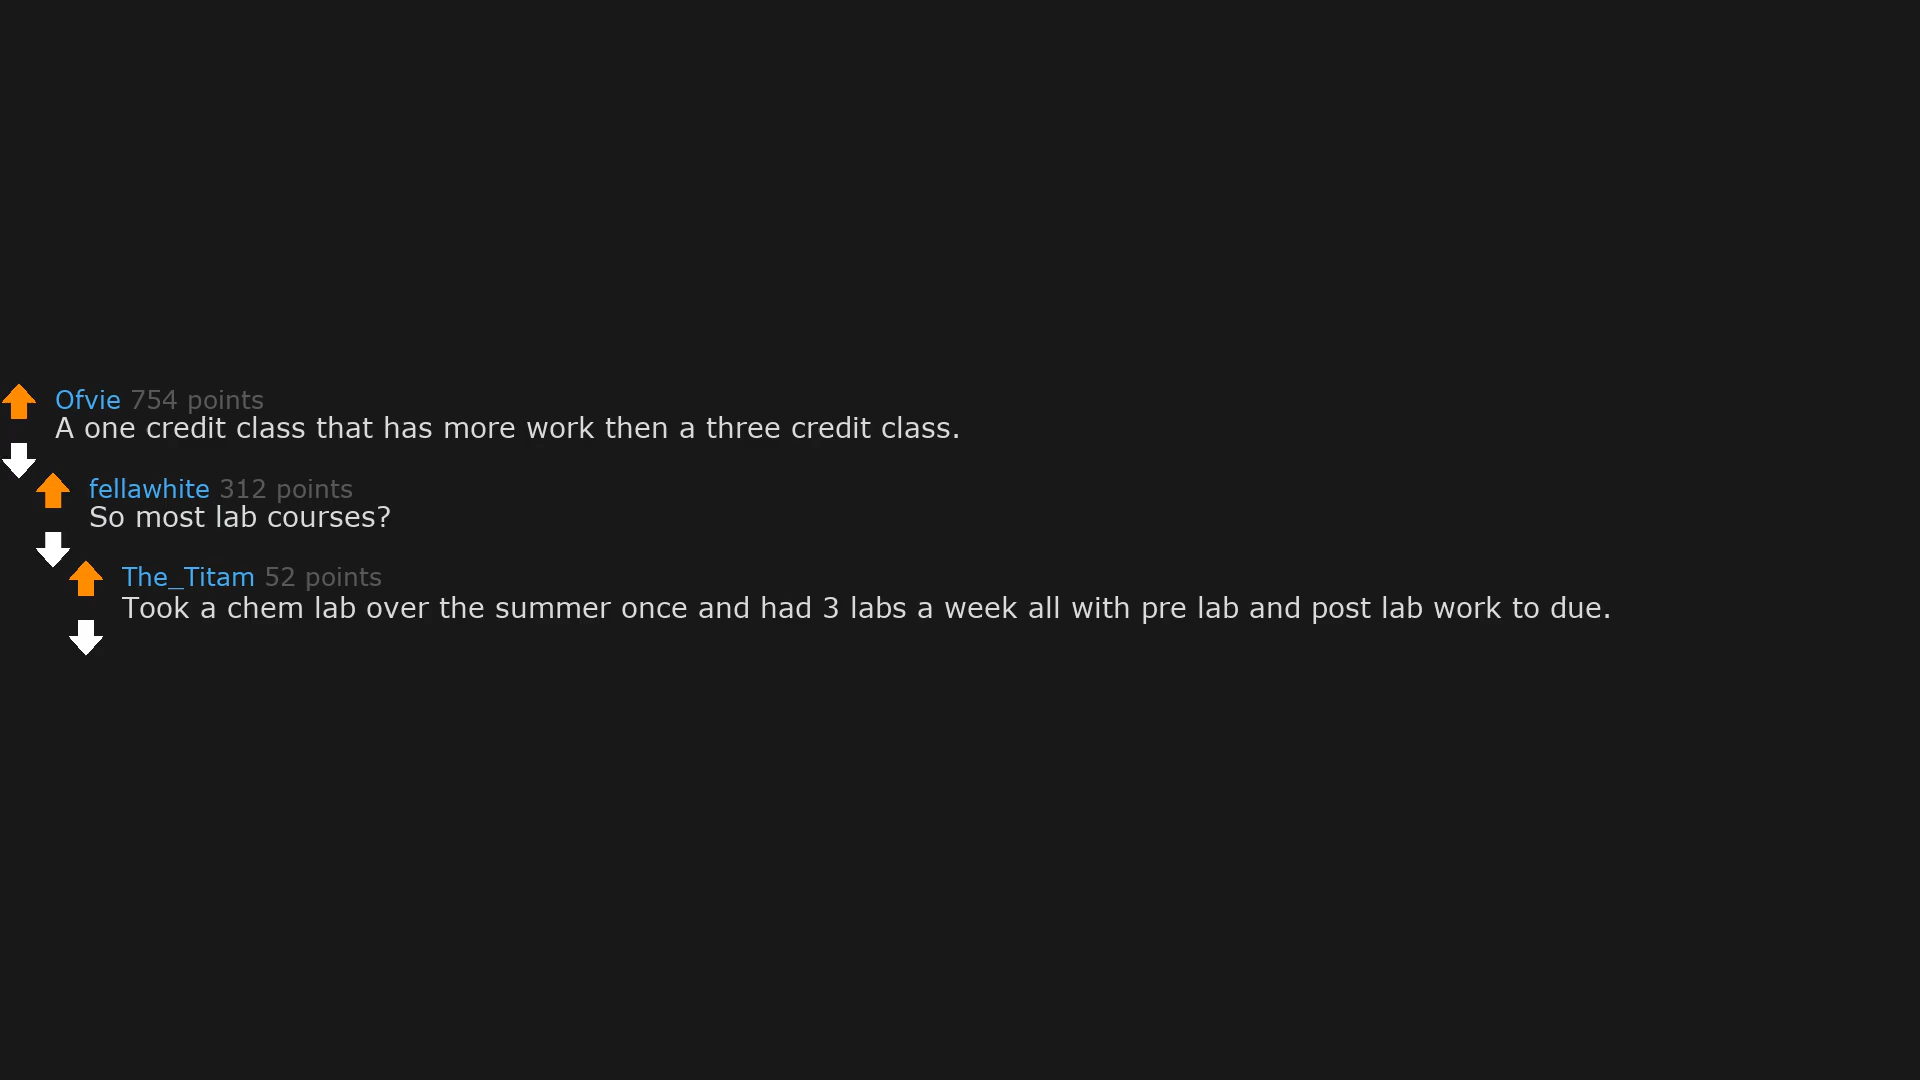 Ofvie 754 points
A one credit class that has more work then a three credit class.
fellawhite 312 points
So most lab courses?
The_Titam 52 points
Took a chem lab over the summer once and had 3 labs a week all with pre lab and post lab work to due.